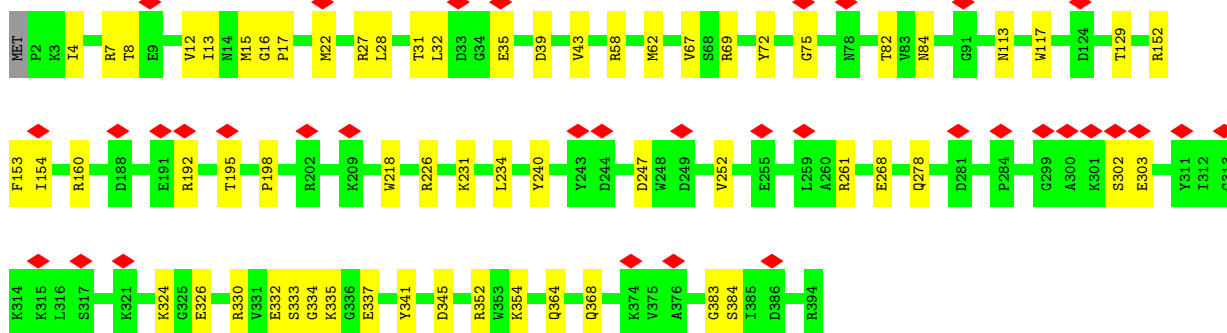 MET P2 K3 I4 R7 T8 E9 V12 I13 N14 M15 G16 P17 M22 R27 L28 T31 L32 D33 G34 E35 D39 V43 R58 M62 V67 S68 R69 Y72 G75 N78 T82 V83 N84 G91 N113 W117 D124 T129 R152
F153 I154 R160 D188 E191 R192 T195 P198 R202 K209 W218 R226 K231 L234 Y240 Y243 D244 D247 W248 D249 V252 E255 L259 A260 R261 E268 Q278 D281 P284 G299 A300 K301 S302 E303 Y311 I312 G313
K314 K315 L316 S317 K321 K324 G325 E326 R330 V331 E332 S333 G334 K335 G336 E337 Y341 D345 R352 W353 K354 Q364 Q368 K374 V375 A376 G383 S384 I385 D386 R394